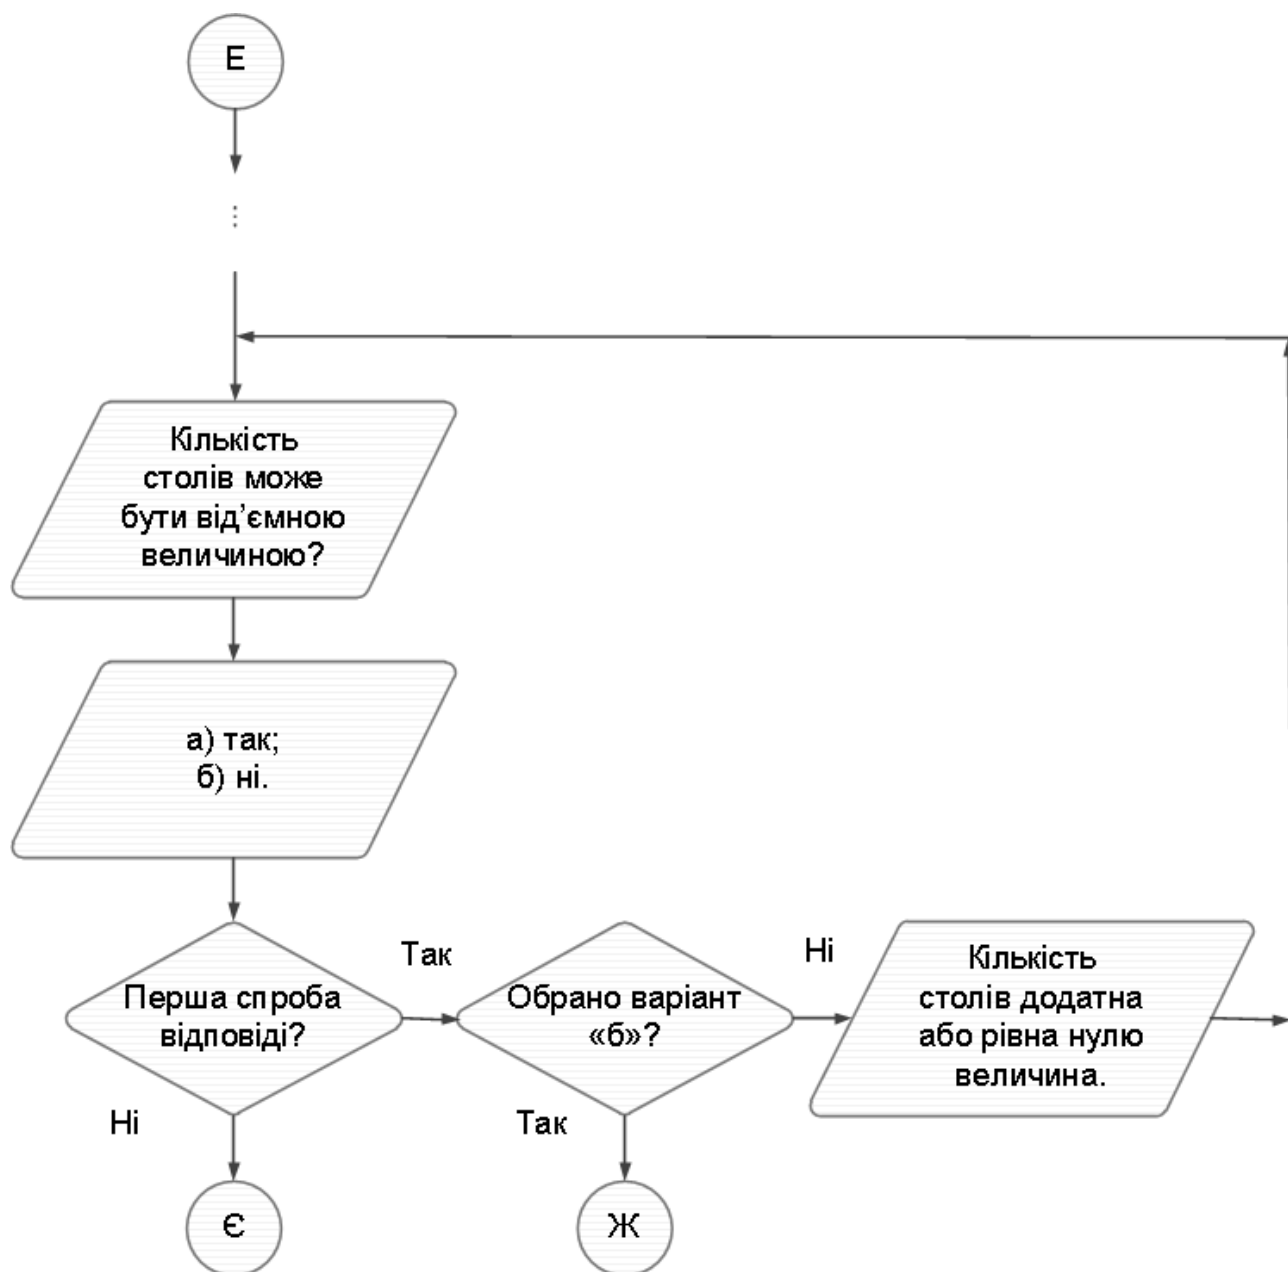 Е
⋮
Кількість
столів може
бути від'ємною
величиною?
а) так;
б) ні.
Перша спроба
відповіді?
Так
Обрано варіант
«б»?
Ні
Кількість
столів додатна
або рівна нулю
величина.
Ні
Так
Є
Ж